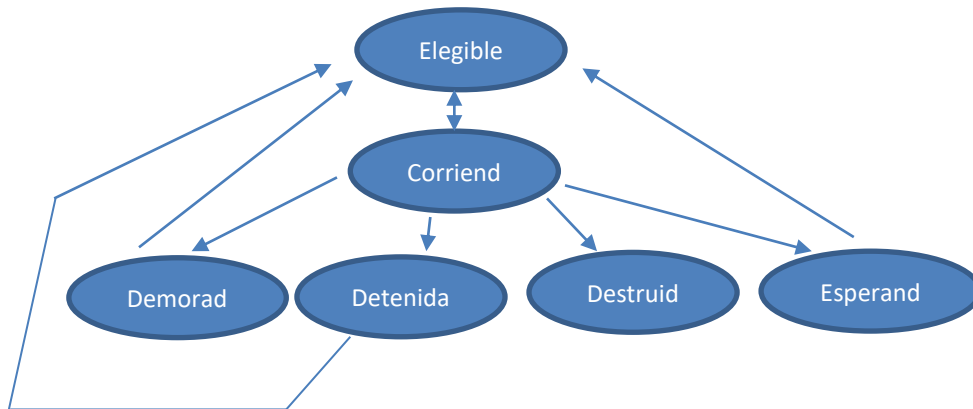 Elegible
Corriend
Demorad
Detenida
Destruid
Esperand